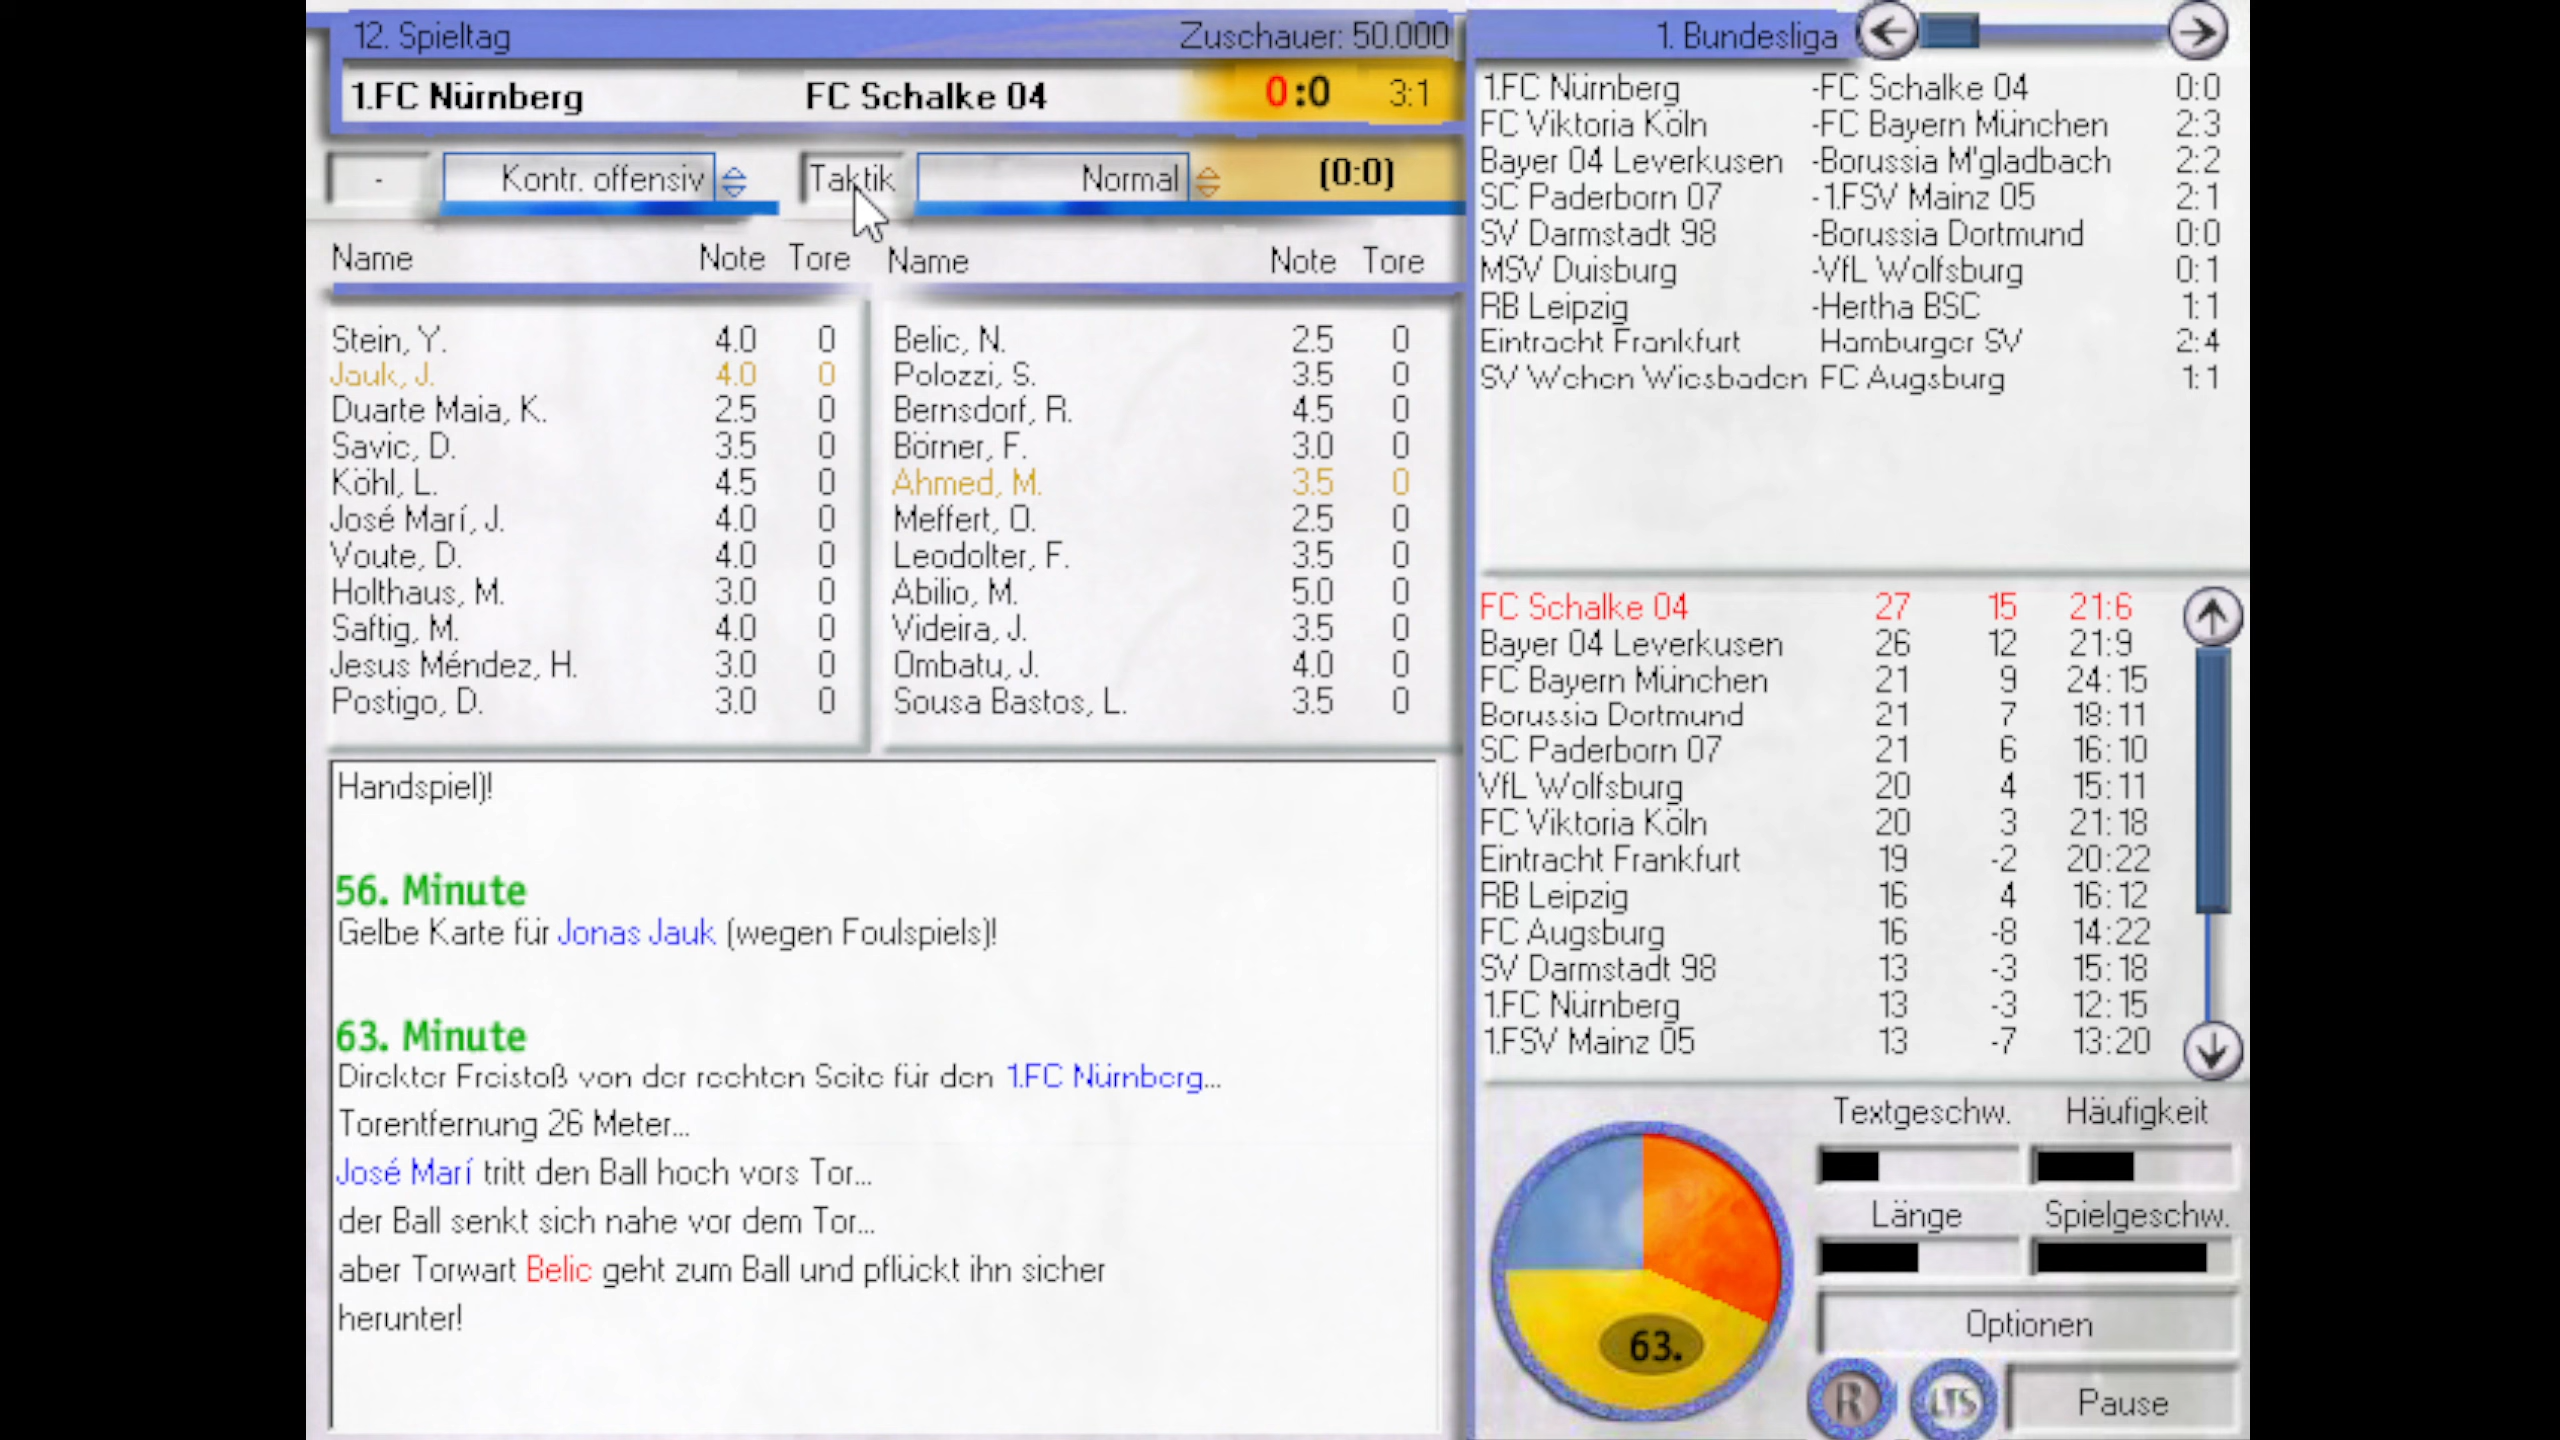 12. Spieltag Zuschauer: 50.000
1.FC Nürnberg FC Schalke 04 0:0 3:1
- Kontr. offensiv Taktik Normal (0:0)
Name Note Tore Name Note Tore
Stein, Y. 4.0 0 Belic, N. 2.5 0
Jauk, J. 4.0 0 Polozzi, S. 3.5 0
Duarte Maia, K. 2.5 0 Bernsdorf, R. 4.5 0
Savic, D. 3.5 0 Börner, F. 3.0 0
Köhl, L. 4.5 0 Ahmed, M. 3.5 0
José Marí, J. 4.0 0 Meffert, O. 2.5 0
Voute, D. 4.0 0 Leodolter, F. 3.5 0
Holthaus, M. 3.0 0 Abilio, M. 5.0 0
Saftig, M. 4.0 0 Videira, J. 3.5 0
Jesus Méndez, H. 3.0 0 Ombatu, J. 4.0 0
Postigo, D. 3.0 0 Sousa Bastos, L. 3.5 0
Handspiel)!
56. Minute
Gelbe Karte für Jonas Jauk (wegen Foulspiels)!
63. Minute
Direkter Freistoß von der rechten Seite für den 1.FC Nürnberg...
Torentfernung 26 Meter...
José Marí tritt den Ball hoch vors Tor...
der Ball senkt sich nahe vor dem Tor...
aber Torwart Belic geht zum Ball und pflückt ihn sicher
herunter!
1. Bundesliga
1.FC Nürnberg -FC Schalke 04 0:0
FC Viktoria Köln -FC Bayern München 2:3
Bayer 04 Leverkusen -Borussia M'gladbach 2:2
SC Paderborn 07 -1.FSV Mainz 05 2:1
SV Darmstadt 98 -Borussia Dortmund 0:0
MSV Duisburg -VfL Wolfsburg 0:1
RB Leipzig -Hertha BSC 1:1
Eintracht Frankfurt Hamburger SV 2:4
SV Wehen Wiesbaden FC Augsburg 1:1
FC Schalke 04 27 15 21:6
Bayer 04 Leverkusen 26 12 21:9
FC Bayern München 21 9 24:15
Borussia Dortmund 21 7 18:11
SC Paderborn 07 21 6 16:10
VfL Wolfsburg 20 4 15:11
FC Viktoria Köln 20 3 21:18
Eintracht Frankfurt 19 -2 20:22
RB Leipzig 16 4 16:12
FC Augsburg 16 -8 14:22
SV Darmstadt 98 13 -3 15:18
1.FC Nürnberg 13 -3 12:15
1.FSV Mainz 05 13 -7 13:20
Textgeschw. Häufigkeit
Länge Spielgeschw.
63.
Optionen
R LTS Pause